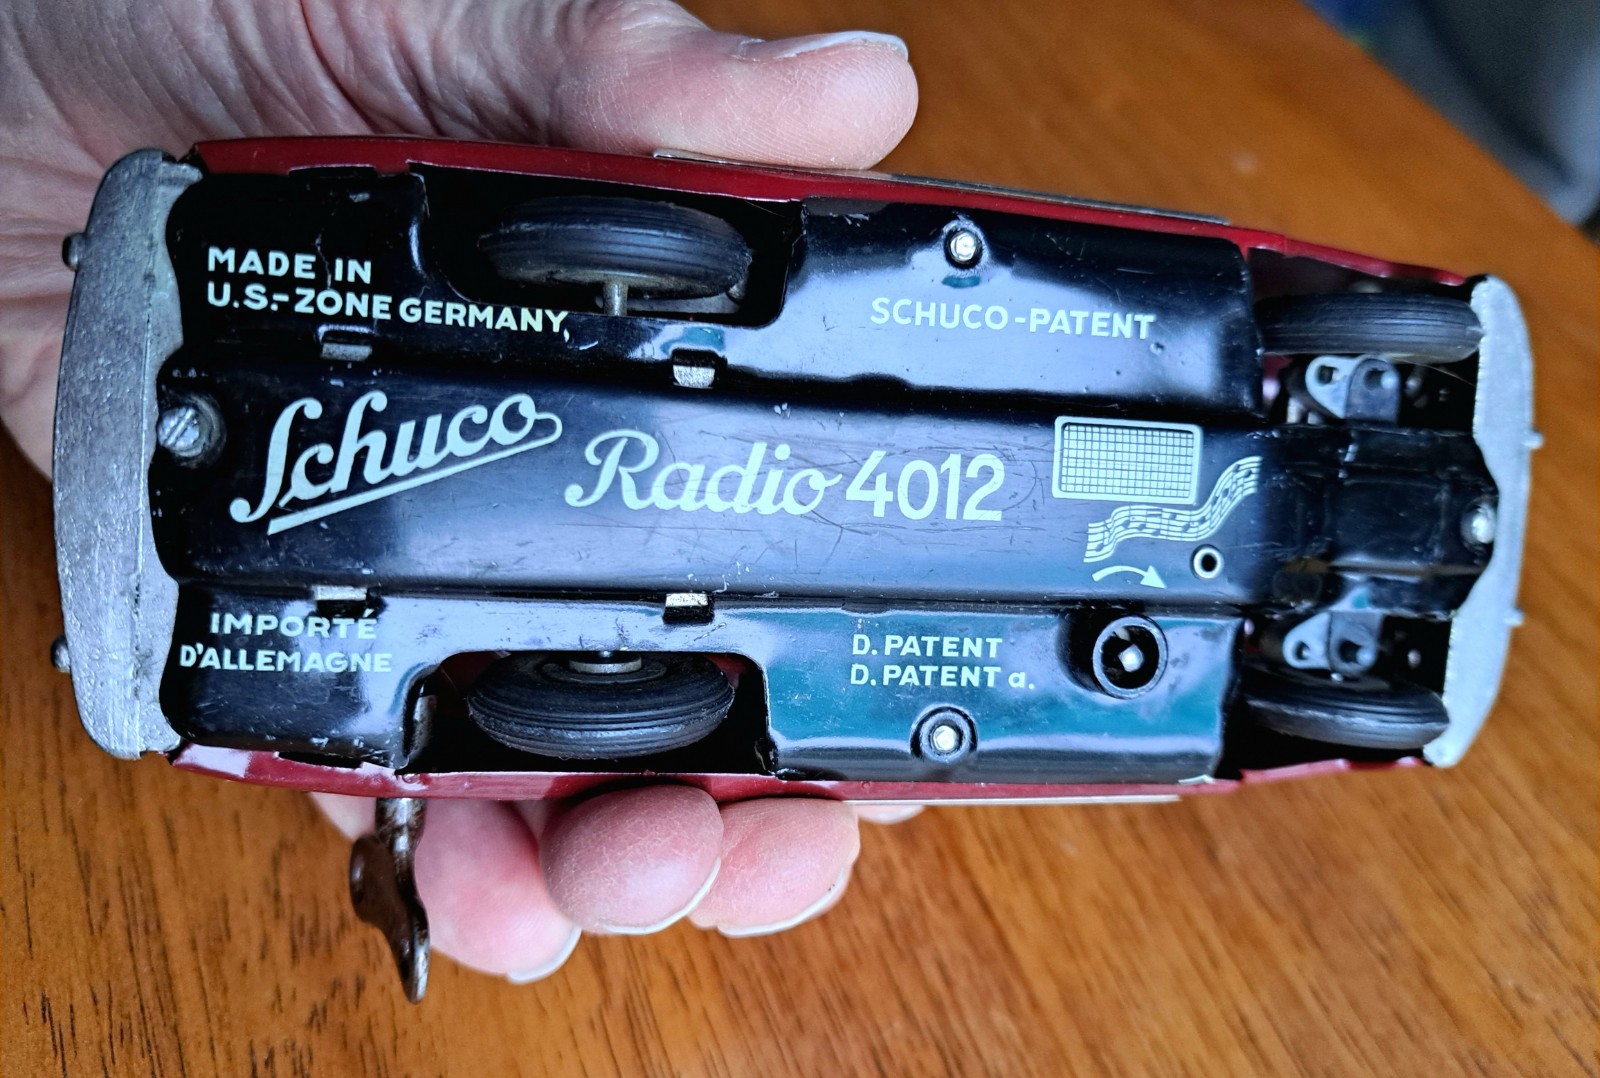 MADE IN
U.S.-ZONE GERMANY,
SCHUCO-PATENT
Schuco Radio 4012
IMPORTÉ
D'ALLEMAGNE
D. PATENT
D. PATENT a.